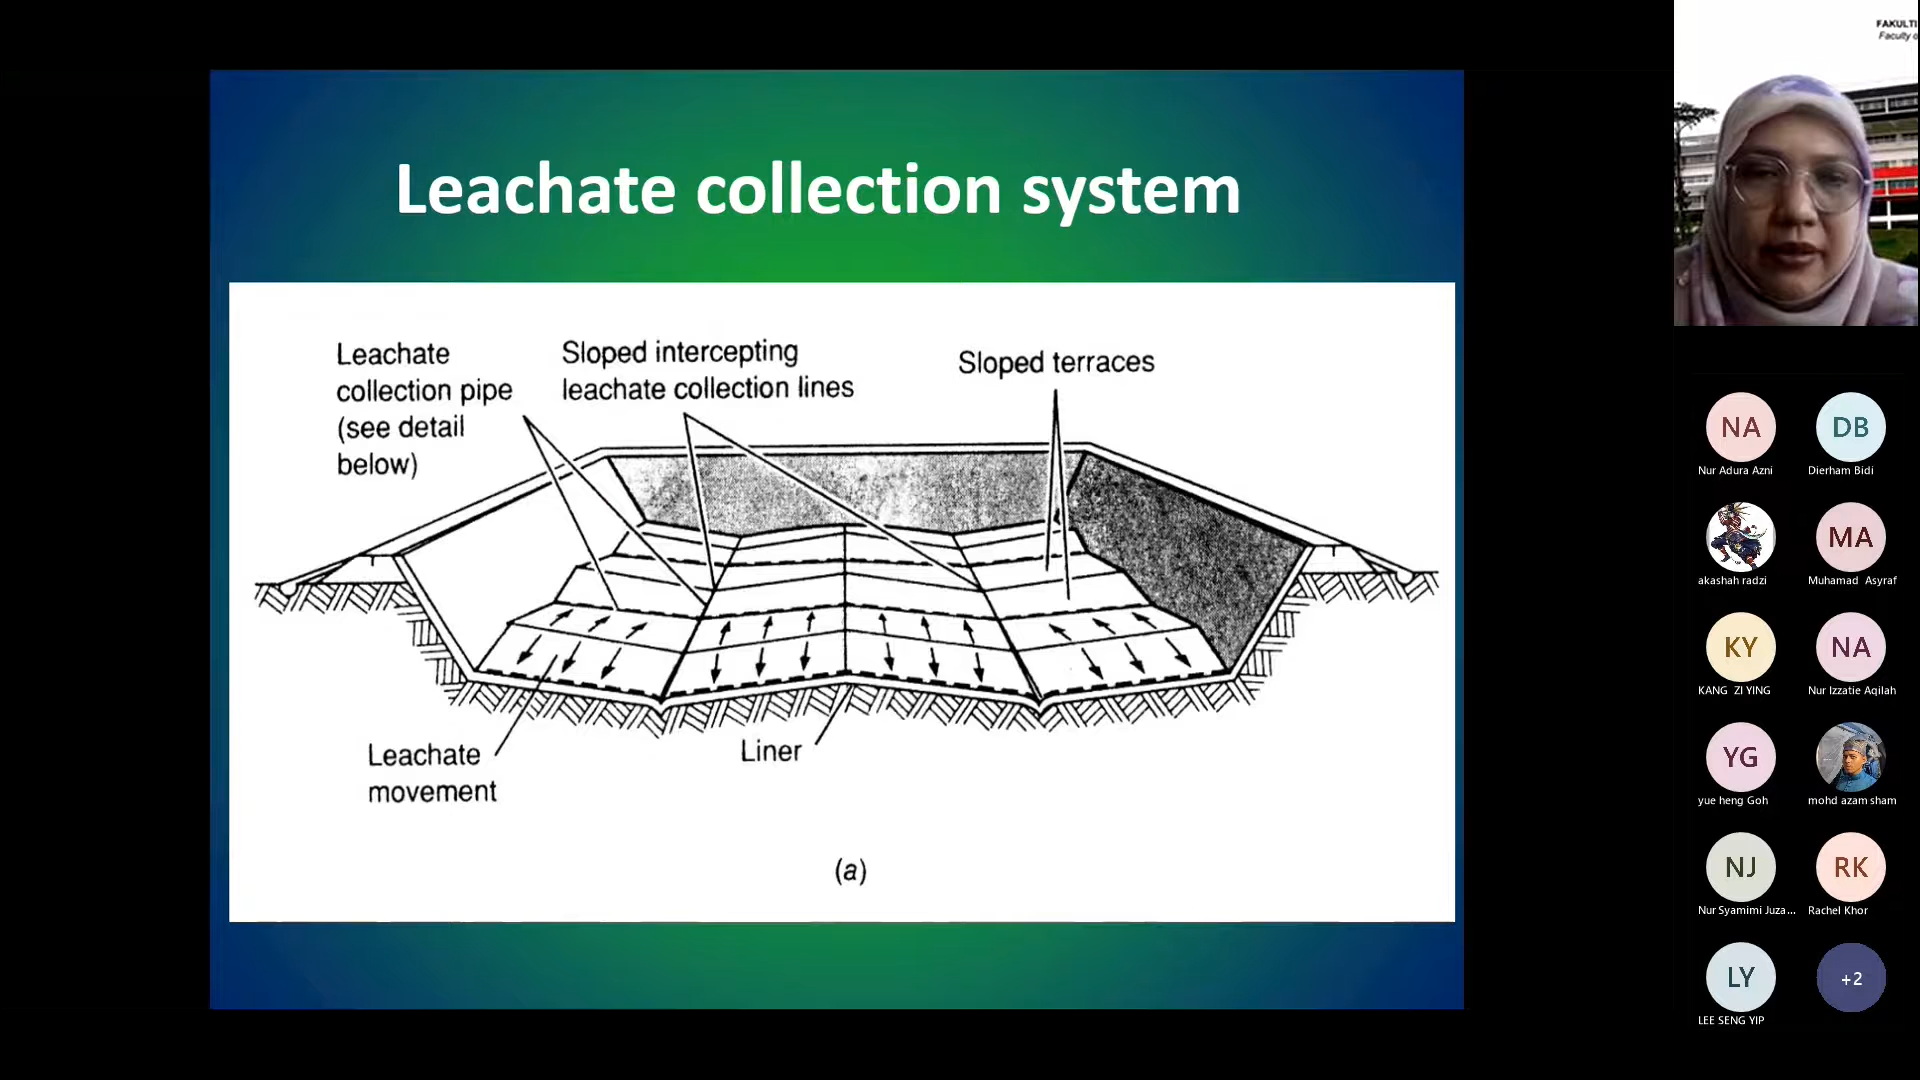 Leachate collection system
Leachate
collection pipe
(see detail
below)
Sloped intercepting
leachate collection lines
Sloped terraces
Leachate
movement
Liner
(a)
FAKULTI
Faculty o
NA
Nur Adura Azni
DB
Dierham Bidi
akashah radzi
MA
Muhamad Asyraf
KY
KANG ZI YING
NA
Nur Izzatie Aqilah
YG
yue heng Goh
mohd azam sham
NJ
Nur Syamimi Juza...
RK
Rachel Khor
LY
LEE SENG YIP
+2